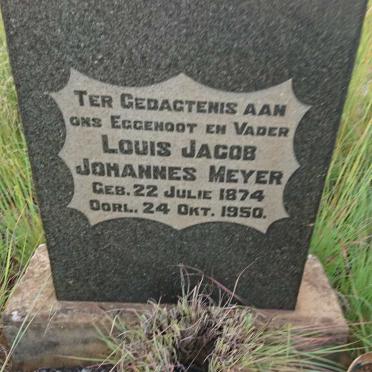 Ter Gedagtenis aan
ons Eggenoot en Vader
Louis Jacob
Johannes Meyer
Geb. 22 Julie 1874
Oorl. 24 Okt. 1950.